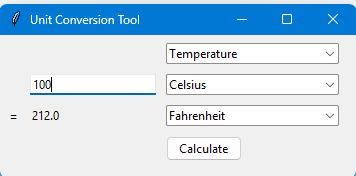 Unit Conversion Tool
Temperature
100 Celsius
= 212.0 Fahrenheit
Calculate